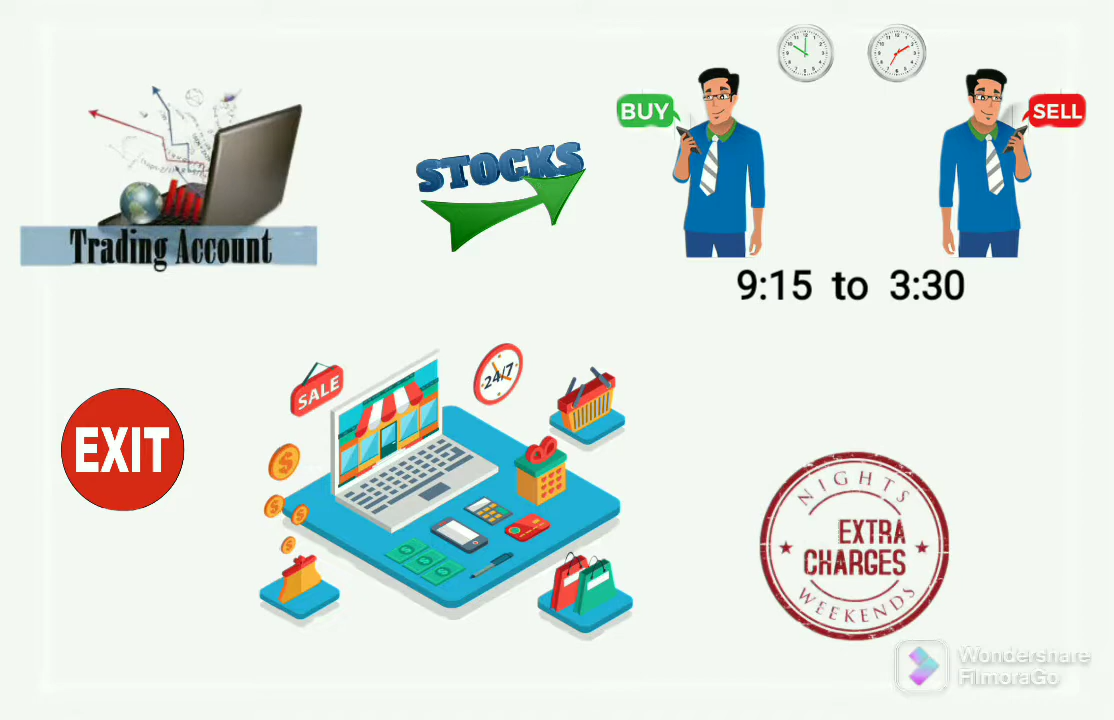 BUY
SELL
STOCKS
Trading Account
9:15 to 3:30
SALE
24/7
EXIT
NIGHTS
EXTRA
CHARGES
WEEKENDS
Wondershare
FilmoraGo